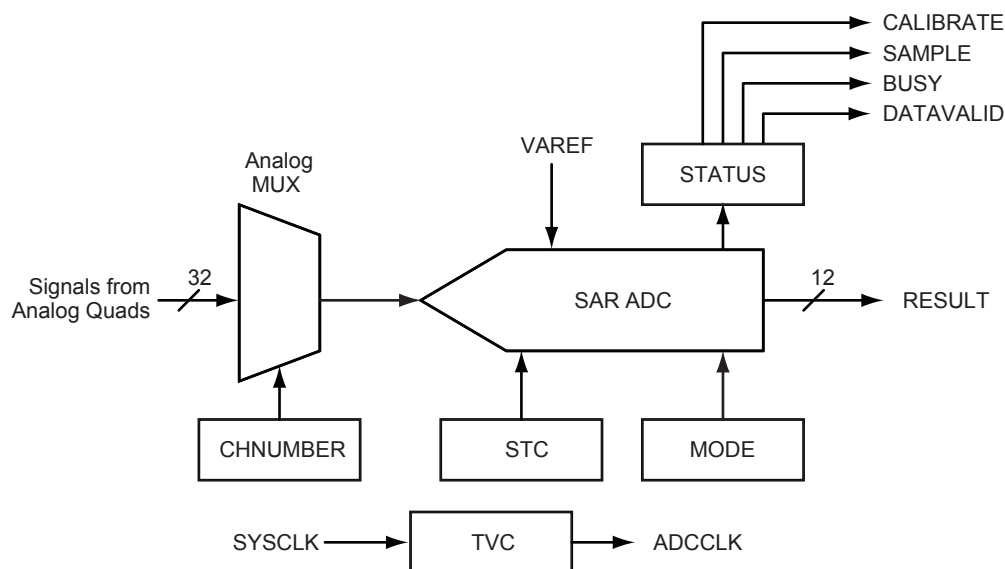 CALIBRATE
SAMPLE
BUSY
DATAVALID
VAREF
STATUS
Analog
MUX
Signals from
Analog Quads
32
SAR ADC
12
RESULT
CHNUMBER
STC
MODE
SYSCLK
TVC
ADCCLK